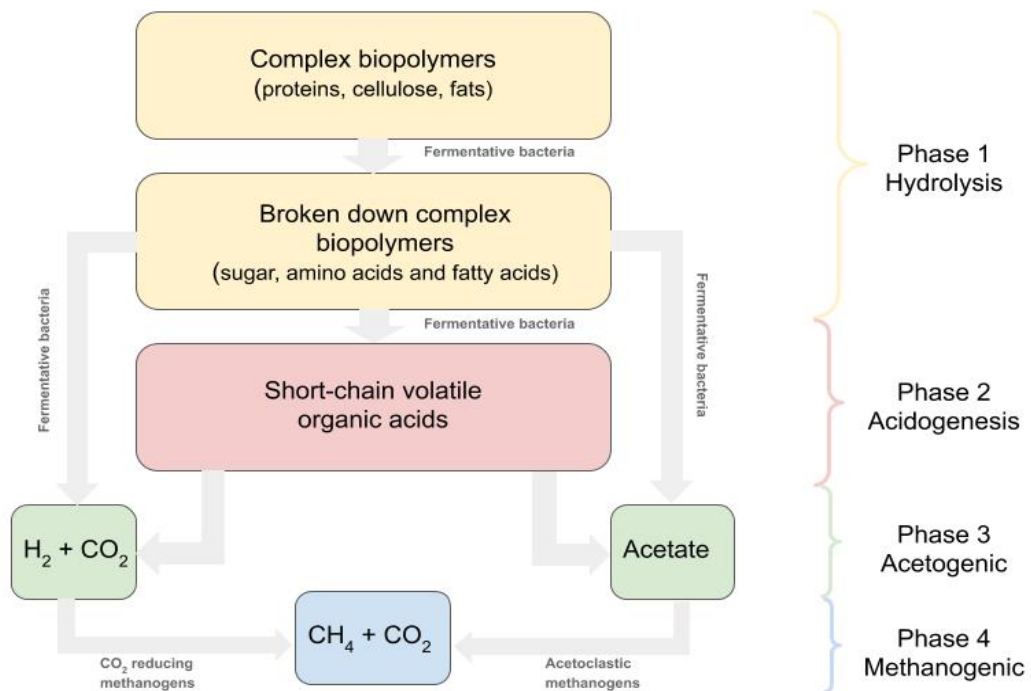 Complex biopolymers
(proteins, cellulose, fats)
Fermentative bacteria
Phase 1
Hydrolysis
Broken down complex
biopolymers
(sugar, amino acids and fatty acids)
Fermentative bacteria
Fermentative bacteria
Fermentative bacteria
Short-chain volatile
organic acids
Phase 2
Acidogenesis
H₂ + CO₂
Acetate
Phase 3
Acetogenic
CH₄ + CO₂
CO₂ reducing
methanogens
Acetoclastic
methanogens
Phase 4
Methanogenic